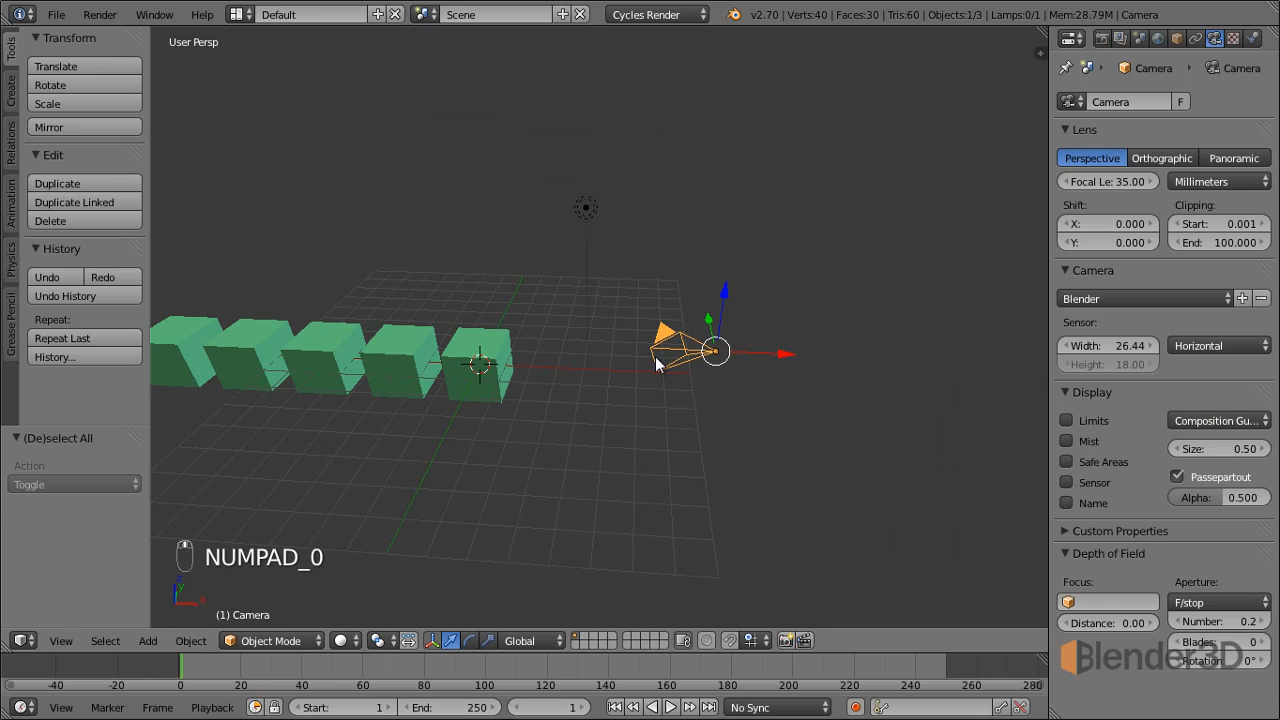 File Render Window Help Default Scene Cycles Render v2.70 | Verts:40 | Faces:30 | Tris:60 | Objects:1/3 | Lamps:0/1 | Mem:28.79M | Camera
Tools
Create
Relations
Animation
Physics
Grease Pencil
Transform
Translate
Rotate
Scale
Mirror
Edit
Duplicate
Duplicate Linked
Delete
History
Undo Redo
Undo History
Repeat:
Repeat Last
History...
(De)select All
Action
Toggle
User Persp
NUMPAD_0
z
y
x
(1) Camera
Camera Camera
Camera F
Lens
Perspective Orthographic Panoramic
Focal Le: 35.00 Millimeters
Shift: Clipping:
X: 0.000 Start: 0.001
Y: 0.000 End: 100.000
Camera
Blender
Sensor:
Width: 26.44 Horizontal
Height: 18.00
Display
Limits Composition Gu...
Mist Size: 0.50
Safe Areas
Sensor Passepartout
Name Alpha: 0.500
Custom Properties
Depth of Field
Focus: Aperture:
F/stop
Distance: 0.00 Number: 0.2
Blades: 0
Rotation: 0°
Blender3D
View Select Add Object Object Mode Global
-40 -20 0 20 40 60 80 100 120 140 160 180 200 220 240 260 280
View Marker Frame Playback Start: 1 End: 250 1 No Sync